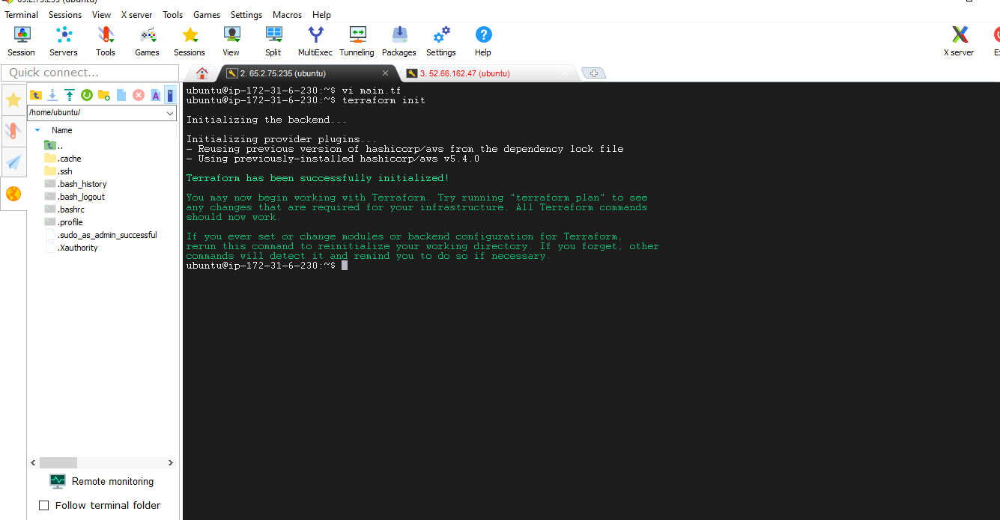 65.2.75.235 (ubuntu)
Terminal Sessions View X server Tools Games Settings Macros Help
Session Servers Tools Games Sessions View Split MultiExec Tunneling Packages Settings Help X server
Quick connect...
2. 65.2.75.235 (ubuntu)
3. 52.66.162.47 (ubuntu)
/home/ubuntu/
Name
..
.cache
.ssh
.bash_history
.bash_logout
.bashrc
.profile
.sudo_as_admin_successful
.Xauthority
Remote monitoring
Follow terminal folder
ubuntu@ip-172-31-6-230:~$ vi main.tf
ubuntu@ip-172-31-6-230:~$ terraform init
Initializing the backend...
Initializing provider plugins...
- Reusing previous version of hashicorp/aws from the dependency lock file
- Using previously-installed hashicorp/aws v5.4.0
Terraform has been successfully initialized!
You may now begin working with Terraform. Try running "terraform plan" to see
any changes that are required for your infrastructure. All Terraform commands
should now work.
If you ever set or change modules or backend configuration for Terraform,
rerun this command to reinitialize your working directory. If you forget, other
commands will detect it and remind you to do so if necessary.
ubuntu@ip-172-31-6-230:~$